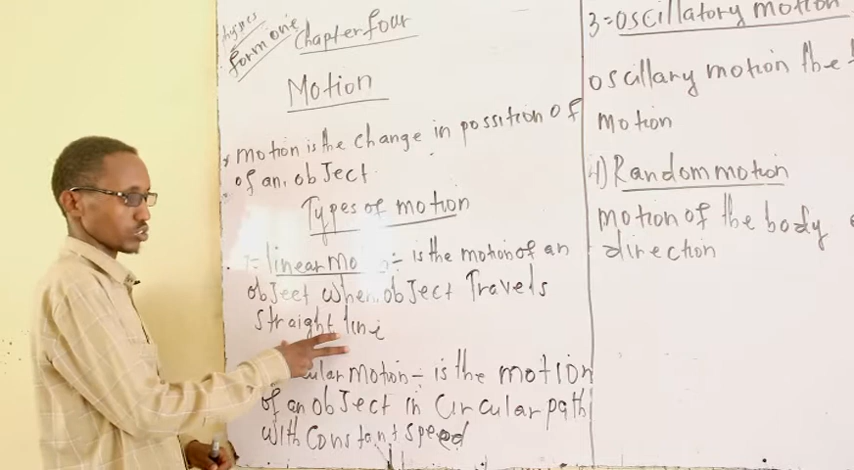 Physics
form one
Chapter four
Motion
* motion is the change in possition of
of an. object.
Types of motion
1= linear mo n:- is the motion of an
object when object Travels
straight line
ular motion:- is the motion
of an object in Circular path
with constant speed
3=oscillatory motion
oscillary motion the
motion
4) Random motion
motion of the body
direction